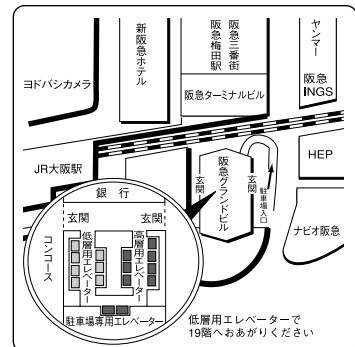 新阪急ホテル
阪急三番街
阪急梅田駅
ヤンマー
阪急
INGS
ヨドバシカメラ
阪急ターミナルビル
JR大阪駅
阪急グランドビル
玄関
玄関
駐車場入口
HEP
ナビオ阪急
銀行
玄関
玄関
コンコース
低層用エレベーター
高層用エレベーター
駐車場専用エレベーター
低層用エレベーターで
19階へおあがりください